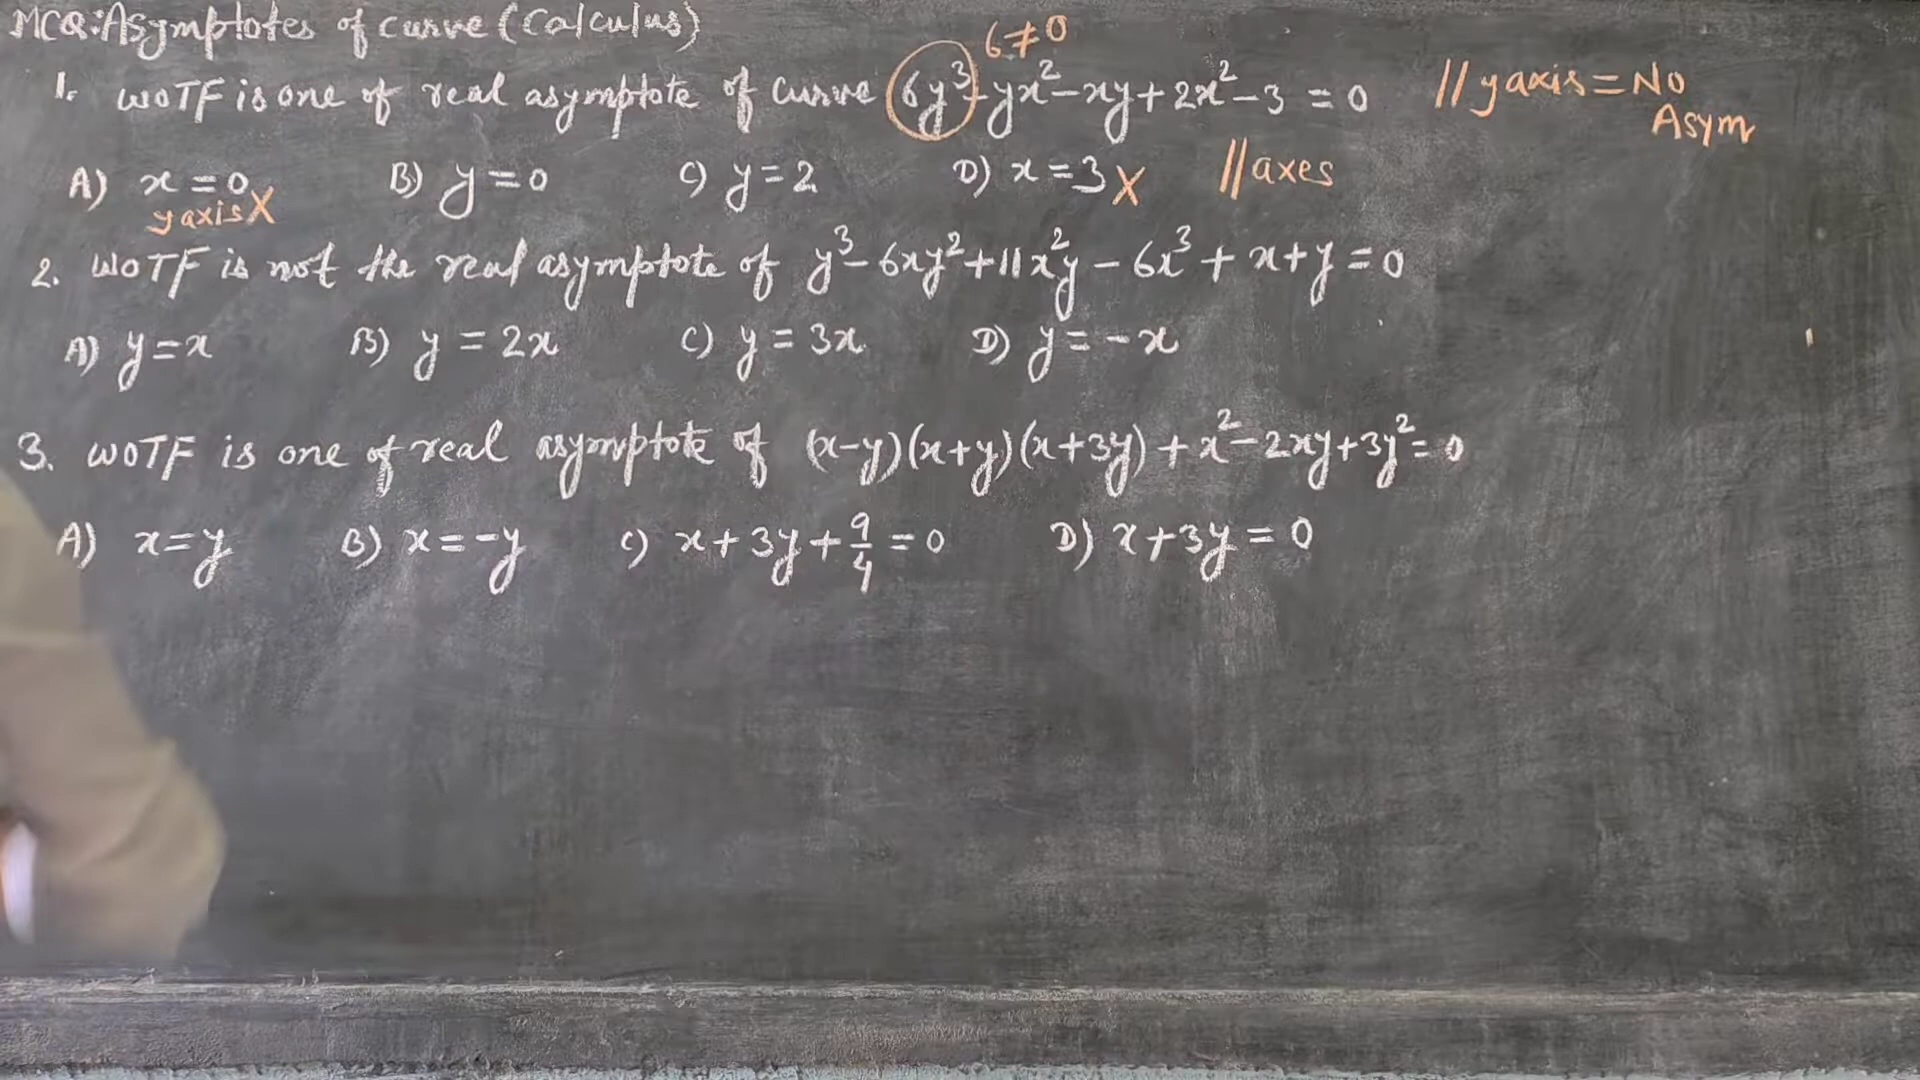 MCQ:Asymptotes of curve (Calculus)
6≠0
1. WOTF is one of real asymptote of curve 6y³-yx²-xy+2x²-3 = 0 // y axis = No Asym
A) x=0 B) y=0 C) y=2 D) x=3 X // axes
y axis X
2. WOTF is not the real asymptote of y³-6xy²+11x²y-6x³+x+y=0
A) y=x B) y=2x C) y=3x D) y=-x
3. WOTF is one of real asymptote of (x-y)(x+y)(x+3y)+x²-2xy+3y²=0
A) x=y B) x=-y C) x+3y+9/4=0 D) x+3y=0